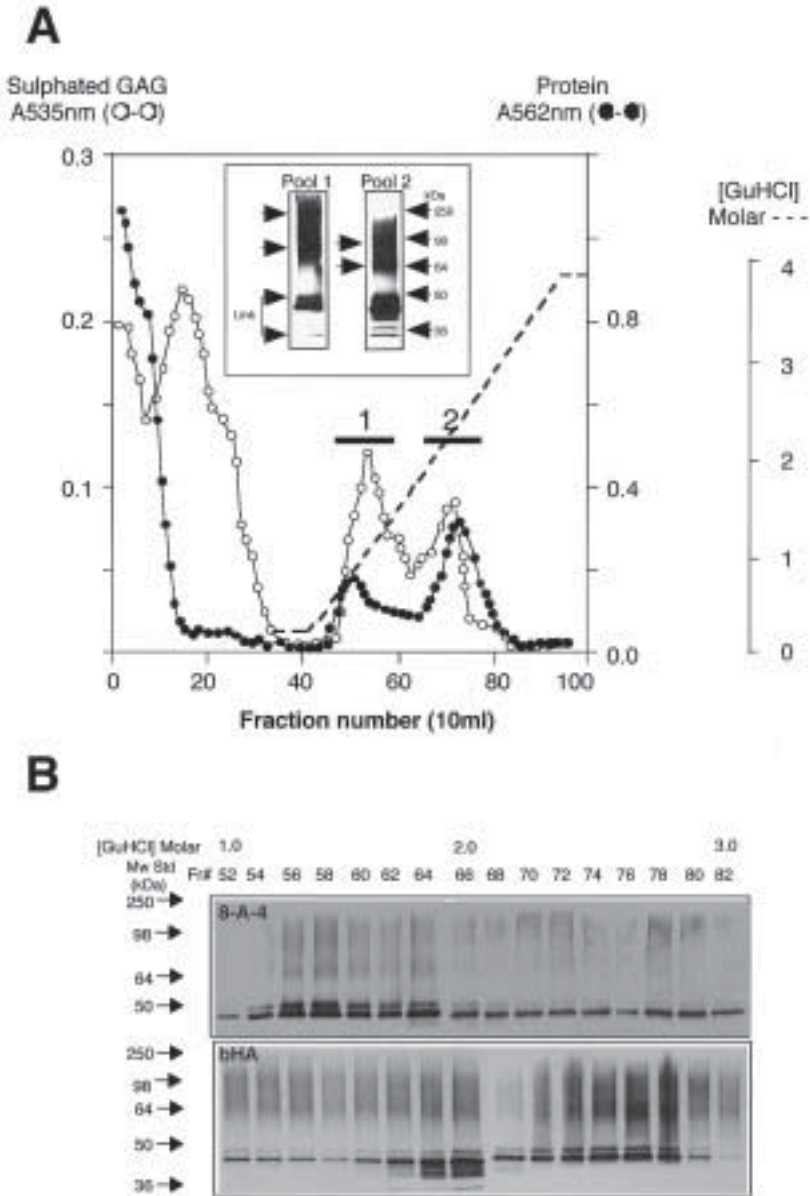 A
Sulphated GAG
A535nm (O-O)
Protein
A562nm (●-●)
[GuHCl]
Molar ----
0.3
0.2
0.1
0.8
0.4
0.0
4
3
2
1
0
Pool 1
Pool 2
kDa
250
98
64
50
36
Link
1
2
0
20
40
60
80
100
Fraction number (10ml)
B
[GuHCl] Molar 1.0 2.0 3.0
Mw Std
(kDa)
Fr# 52 54 56 58 60 62 64 66 68 70 72 74 76 78 80 82
250
98
64
50
8-A-4
250
98
64
50
36
bHA